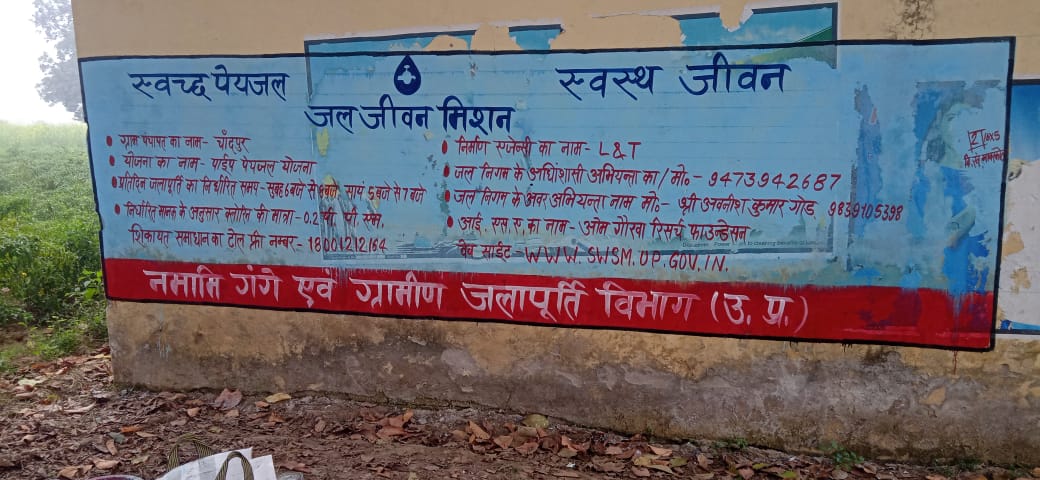 स्वच्छ पेयजल
स्वस्थ जीवन
जल जीवन मिशन
• ग्राम पंचायत का नाम- चाँदपुर
• योजना का नाम- पाईप पेयजल योजना
• प्रतिदिन जलापूर्ति का निर्धारित समय- सुबह 6 बजे से बजे सायं 5 बजे से 7 बजे
• निर्धारित मानक के अनुसार क्लोरिन की मात्रा- 0.2 पी. पी. एम.
शिकायत समाधान का टोल फ्री नम्बर- 18001212164
• निर्माण एजेन्सी का नाम- L&T
• जल निगम के अधिशासी अभियन्ता का/मो०- 9473942687
• जल निगम के अवर अभियन्ता नाम मो०- श्री अवनीश कुमार गोड 9839105398
• आई. एस. ए. का नाम- ओम गौरखा रिसर्च फाउन्डेसन
वेब साईट- WWW.SWSM.UP.GOV.IN.
नमामि गंगे एवं ग्रामीण जलापूर्ति विभाग (उ. प्र.)